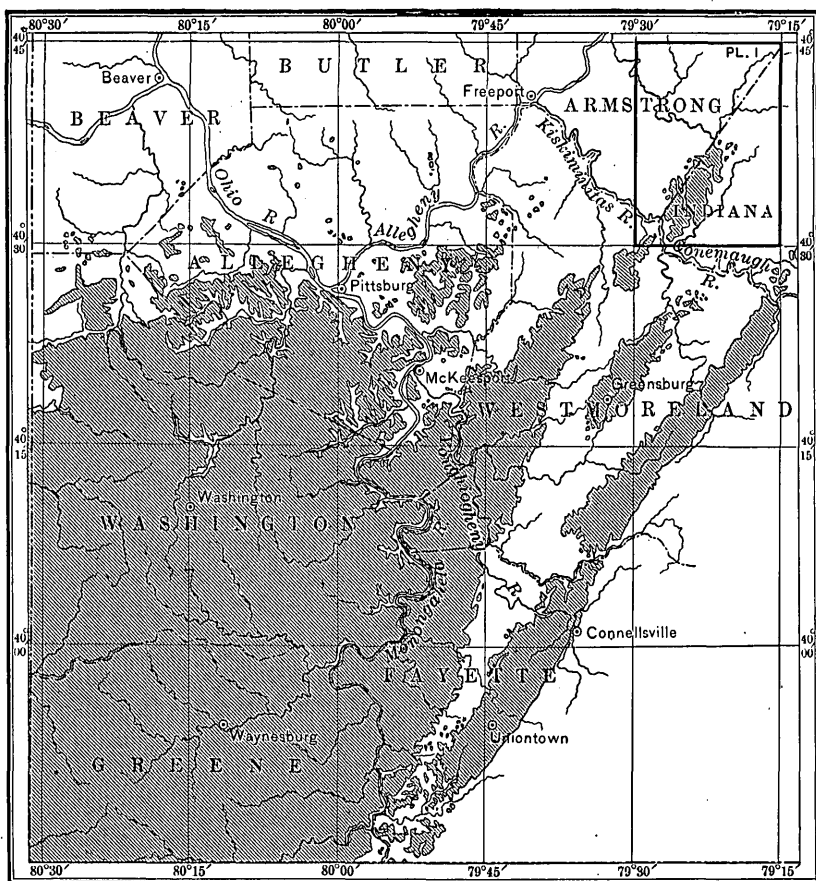 80°30′ 80°15′ 80°00′ 79°45′ 79°30′ 79°15′
40° 45′ 40° 45′
PL. I
BUTLER
Beaver
Freeport
ARMSTRONG
BEAVER
Kiskiminitas R.
Ohio R.
Allegheny R.
INDIANA
40° 30′ 40° 30′
ALLEGHENY
Conemaugh R.
Pittsburg
McKeesport
Greensburg
WESTMORELAND
40° 15′ 40° 15′
Youghiogheny R.
Washington
WASHINGTON
Monongahela R.
Connellsville
40° 00′ 40° 00′
FAYETTE
Waynesburg
Uniontown
GREENE
80°30′ 80°15′ 80°00′ 79°45′ 79°30′ 79°15′